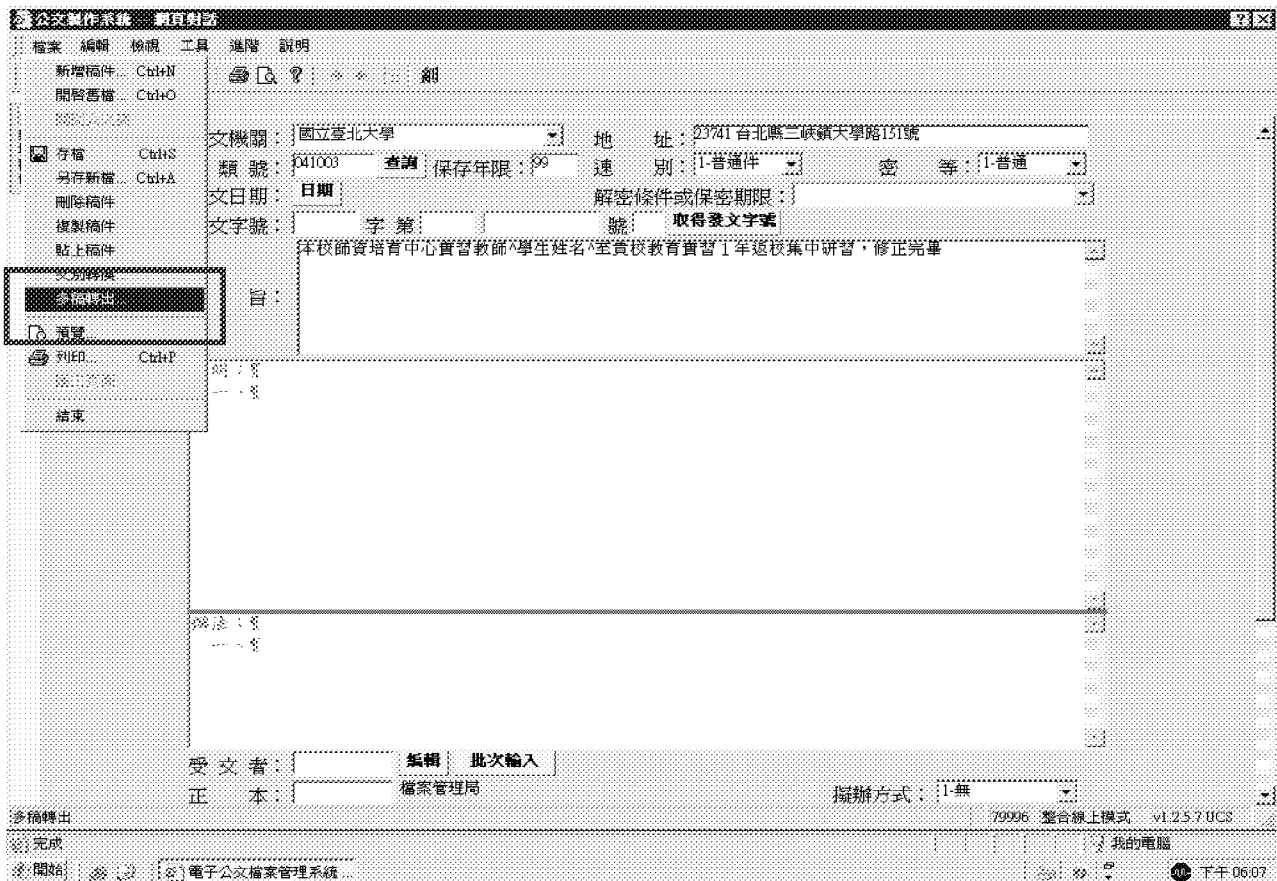 公文製作系統 -- 網頁對話
檔案 編輯 檢視 工具 進階 説明
新增稿件... Ctrl+N
開啓舊檔... Ctrl+O
存檔 Ctrl+S
另存新檔... Ctrl+A
刪除稿件
複製稿件
貼上稿件
文別轉換
多稿轉出...
預覽...
列印... Ctrl+P
結束
文機關： 國立臺北大學 地 址： 23741 台北縣三峽鎮大學路151號
類 號： 041003 查詢 保存年限： 99 速 別： 1-普通件 密 等： 1-普通
文日期： 日期 解密條件或保密期限：
文字號： 字 第 號 取得發文字號
旨： 本校師資培育中心實習教師^學生姓名^至貴校教育實習１年返校集中研習，修正完畢
明：¶
一、¶
辦法：¶
一、¶
受 文 者： 編輯 批次輸入
正 本： 檔案管理局 擬辦方式： 1-無
多稿轉出 79996 整合線上模式 v1.2.5.7 UCS
完成 我的電腦
開始 電子公文檔案管理系統 ... 下午 06:07